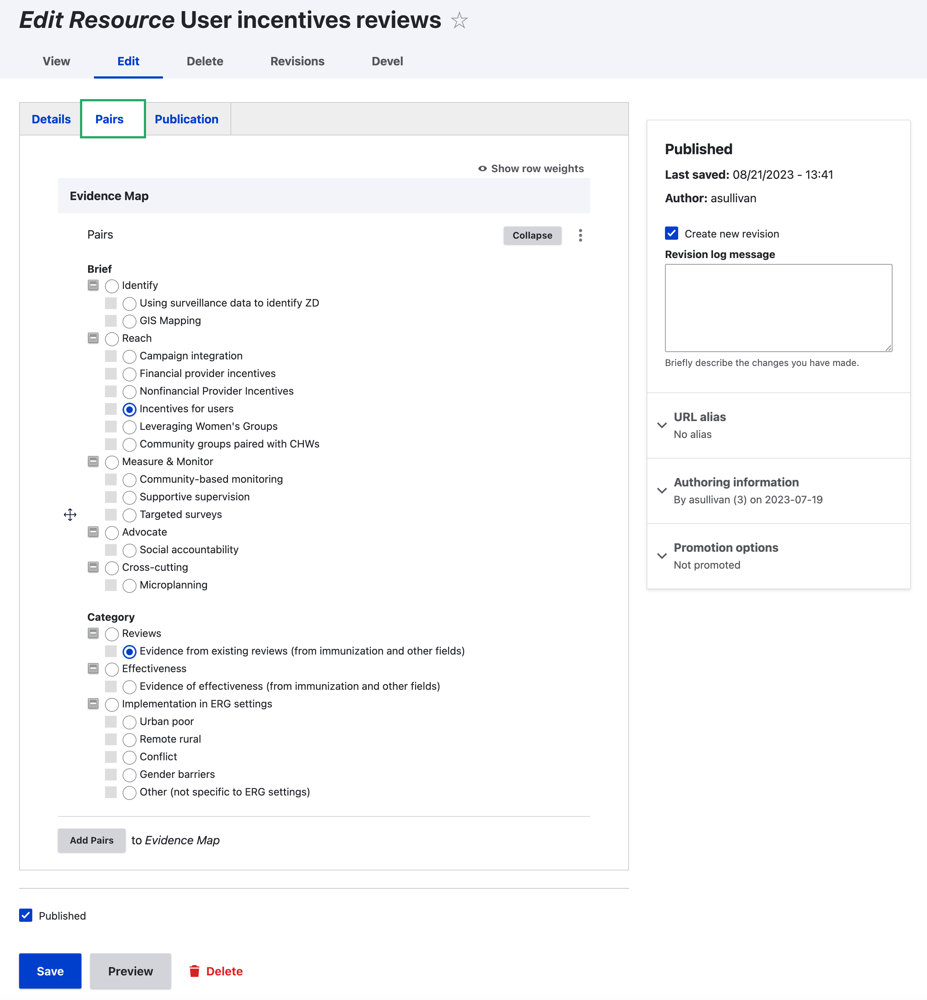 Edit Resource User incentives reviews
View Edit Delete Revisions Devel
Details Pairs Publication
Show row weights
Evidence Map
Pairs Collapse
Brief
Identify
Using surveillance data to identify ZD
GIS Mapping
Reach
Campaign integration
Financial provider incentives
Nonfinancial Provider Incentives
Incentives for users
Leveraging Women's Groups
Community groups paired with CHWs
Measure & Monitor
Community-based monitoring
Supportive supervision
Targeted surveys
Advocate
Social accountability
Cross-cutting
Microplanning
Category
Reviews
Evidence from existing reviews (from immunization and other fields)
Effectiveness
Evidence of effectiveness (from immunization and other fields)
Implementation in ERG settings
Urban poor
Remote rural
Conflict
Gender barriers
Other (not specific to ERG settings)
Add Pairs to Evidence Map
Published
Save Preview Delete
Published
Last saved: 08/21/2023 - 13:41
Author: asullivan
Create new revision
Revision log message
Briefly describe the changes you have made.
URL alias
No alias
Authoring information
By asullivan (3) on 2023-07-19
Promotion options
Not promoted